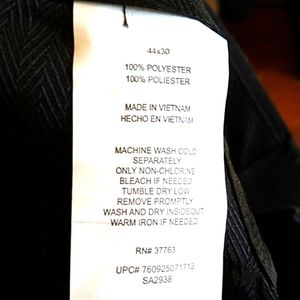 44x30
100% POLYESTER
100% POLIESTER
MADE IN VIETNAM
HECHO EN VIETNAM
MACHINE WASH COLD
SEPARATELY
ONLY NON-CHLORINE
BLEACH IF NEEDED
TUMBLE DRY LOW
REMOVE PROMPTLY
WASH AND DRY INSIDEOUT
WARM IRON IF NEEDED
RN# 37763
UPC# 760925071713
SA2938